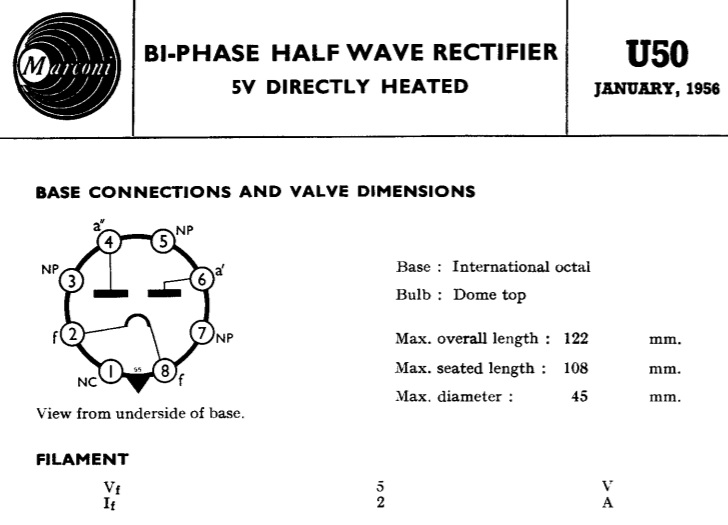 Marconi
BI-PHASE HALF WAVE RECTIFIER
5V DIRECTLY HEATED
U50
JANUARY, 1956
BASE CONNECTIONS AND VALVE DIMENSIONS
a″
4
5
NP
NP
3
6
a′
f
2
7
NP
NC
1
8
f
View from underside of base.
Base : International octal
Bulb : Dome top
Max. overall length : 122 mm.
Max. seated length : 108 mm.
Max. diameter : 45 mm.
FILAMENT
Vf 5 V
If 2 A